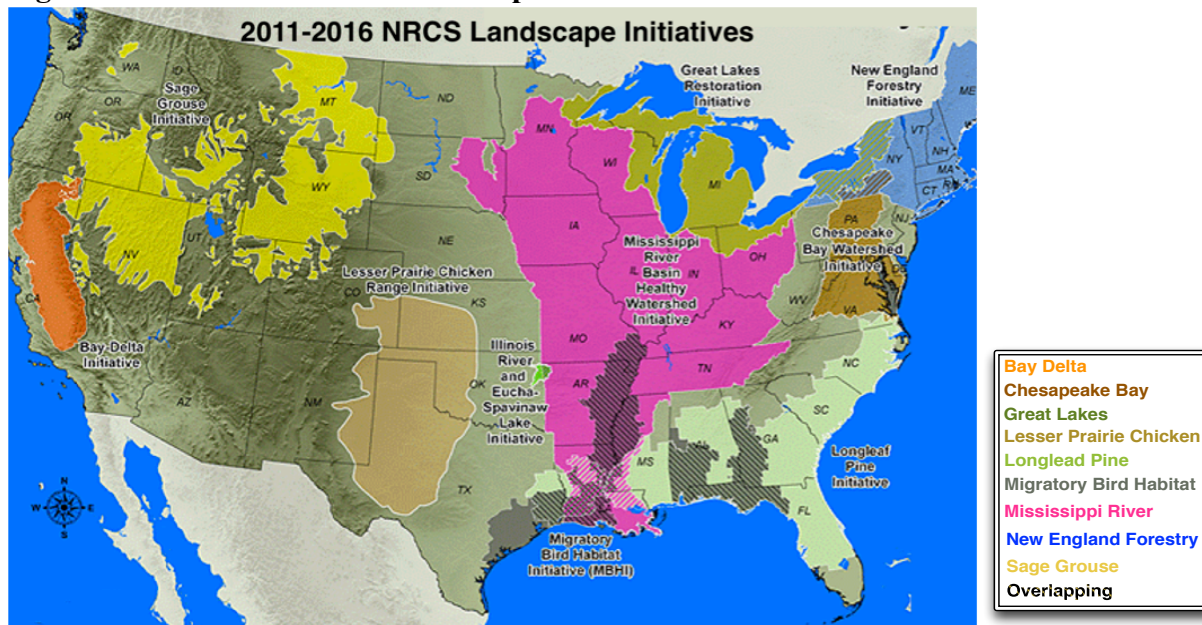 2011-2016 NRCS Landscape Initiatives
WA
ID
MT
ND
Great Lakes
Restoration
Initiative
New England
Forestry
Initiative
ME
OR
OR
Sage
Grouse
Initiative
MN
VT
NH
NY
MA
CT
WI
SD
WY
MI
IA
PA
NJ
Chesapeake
Bay Watershed
Initiative
NE
NV
UT
Mississippi
River
Basin
Healthy
Watershed
Initiative
IL
IN
OH
Lesser Prairie Chicken
Range Initiative
CO
KS
CA
WV
VA
MO
KY
Bay-Delta
Initiative
Illinois
River
and
Eucha-
Spavinaw
Lake
Initiative
OK
AR
TN
NC
AZ
NM
SC
MS
AL
GA
Longleaf
Pine
Initiative
TX
FL
N
W
E
S
Migratory
Bird Habitat
Initiative (MBHI)
Bay Delta
Chesapeake Bay
Great Lakes
Lesser Prairie Chicken
Longlead Pine
Migratory Bird Habitat
Mississippi River
New England Forestry
Sage Grouse
Overlapping